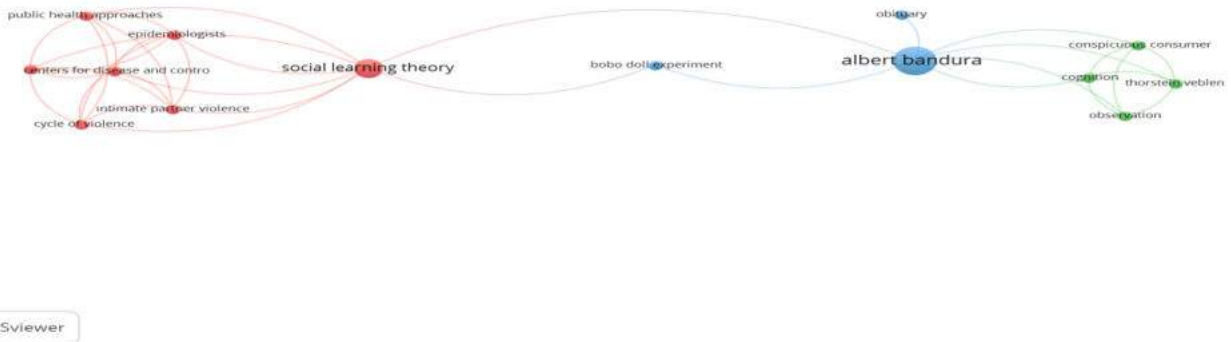 public health approaches
epidemiologists
centers for disease and contro
intimate partner violence
cycle of violence
social learning theory
bobo doll experiment
obituary
albert bandura
conspicuous consumer
cognition
thorstein veblen
observation
Sviewer